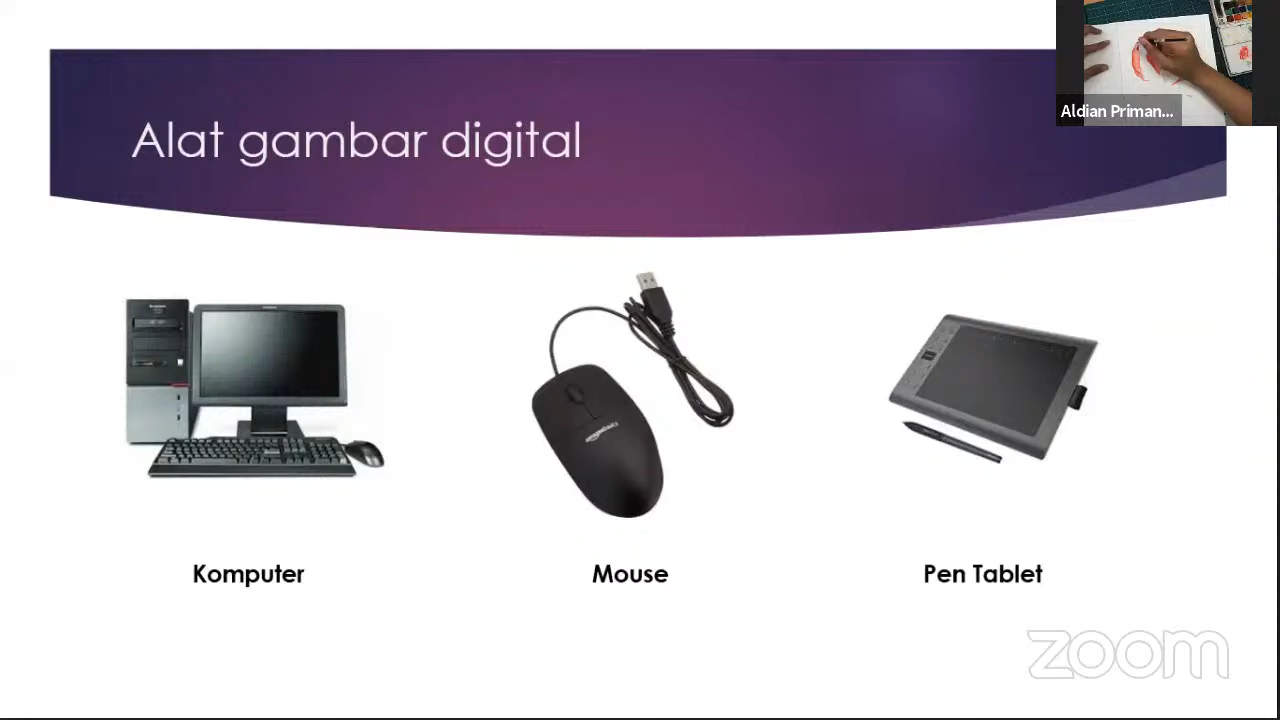 Alat gambar digital
Aldian Priman...
Komputer
Mouse
Pen Tablet
zoom